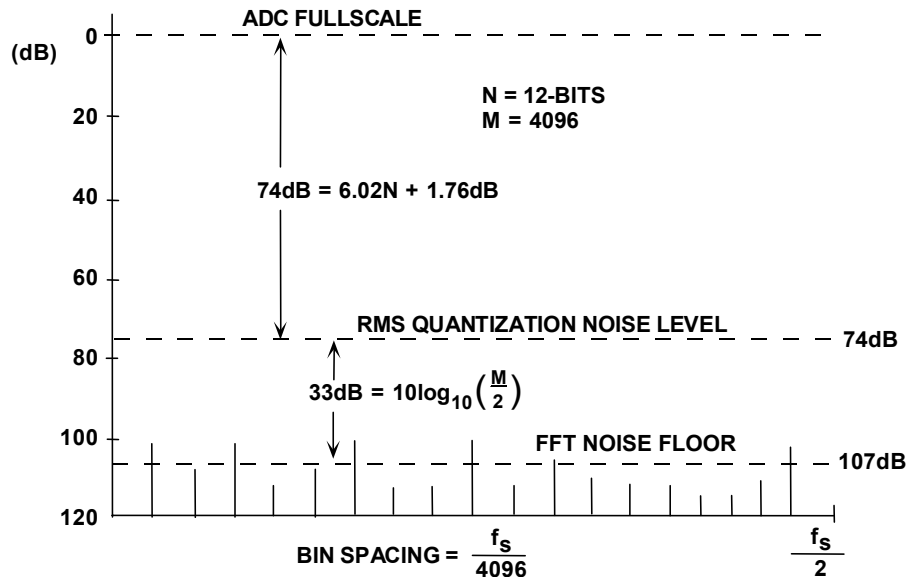 ADC FULLSCALE
0
(dB)
N = 12-BITS
M = 4096
20
74dB = 6.02N + 1.76dB
40
60
RMS QUANTIZATION NOISE LEVEL
74dB
80
33dB = 10log₁₀(M/2)
100
FFT NOISE FLOOR
107dB
120
BIN SPACING = fₛ/4096
fₛ/2